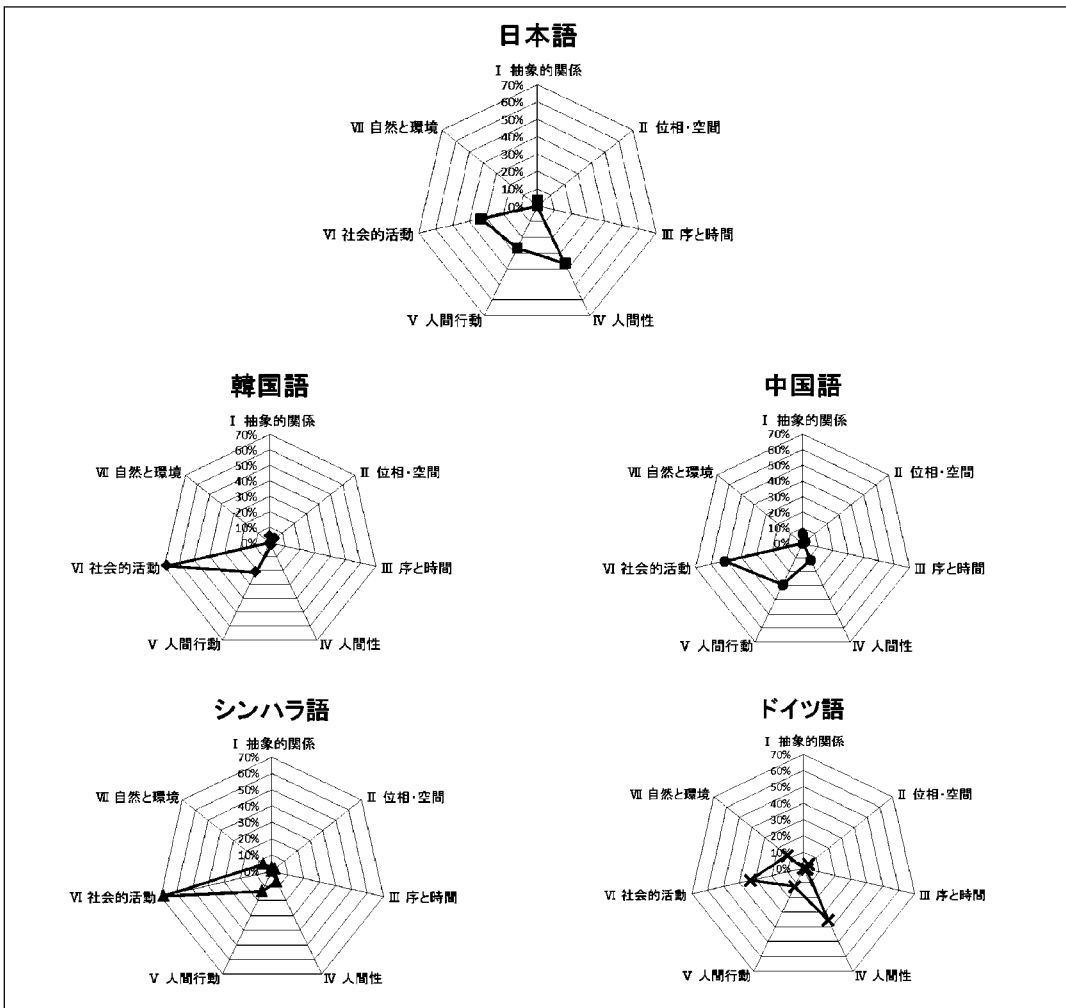 日本語
Ⅰ 抽象的関係
70%
60%
50%
40%
30%
20%
10%
0%
Ⅱ 位相・空間
Ⅲ 序と時間
Ⅳ 人間性
Ⅴ 人間行動
Ⅵ 社会的活動
Ⅶ 自然と環境
韓国語
Ⅰ 抽象的関係
70%
60%
50%
40%
30%
20%
10%
0%
Ⅱ 位相・空間
Ⅲ 序と時間
Ⅳ 人間性
Ⅴ 人間行動
Ⅵ 社会的活動
Ⅶ 自然と環境
中国語
Ⅰ 抽象的関係
70%
60%
50%
40%
30%
20%
10%
0%
Ⅱ 位相・空間
Ⅲ 序と時間
Ⅳ 人間性
Ⅴ 人間行動
Ⅵ 社会的活動
Ⅶ 自然と環境
シンハラ語
Ⅰ 抽象的関係
70%
60%
50%
40%
30%
20%
10%
0%
Ⅱ 位相・空間
Ⅲ 序と時間
Ⅳ 人間性
Ⅴ 人間行動
Ⅵ 社会的活動
Ⅶ 自然と環境
ドイツ語
Ⅰ 抽象的関係
70%
60%
50%
40%
30%
20%
10%
0%
Ⅱ 位相・空間
Ⅲ 序と時間
Ⅳ 人間性
Ⅴ 人間行動
Ⅵ 社会的活動
Ⅶ 自然と環境